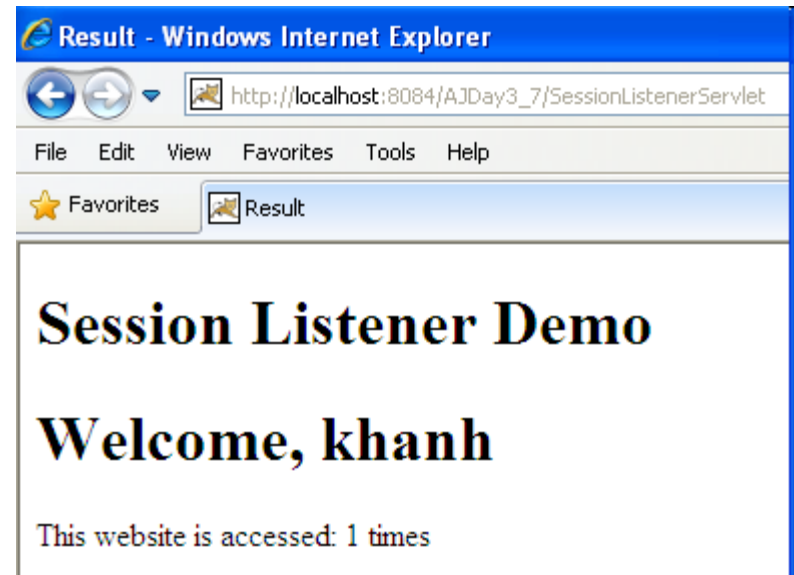 Result - Windows Internet Explorer
http://localhost:8084/AJDay3_7/SessionListenerServlet
File Edit View Favorites Tools Help
Favorites Result
Session Listener Demo
Welcome, khanh
This website is accessed: 1 times